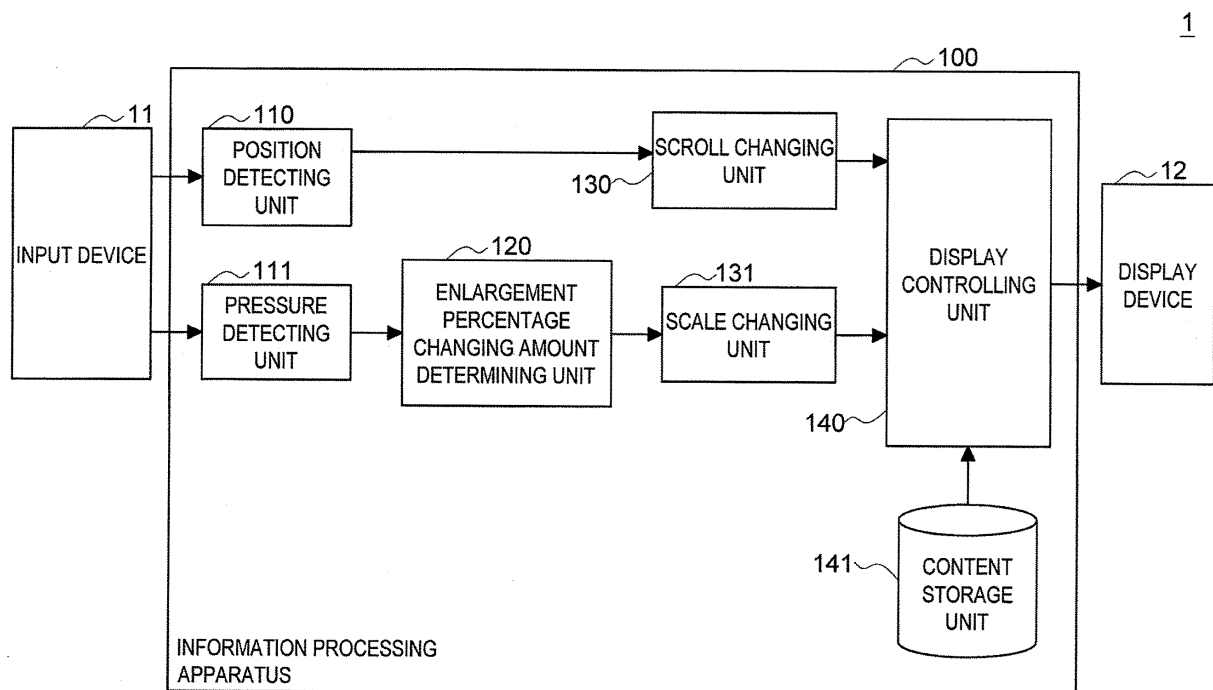 1
100
11
INPUT DEVICE
110
POSITION
DETECTING
UNIT
SCROLL CHANGING
UNIT
130
12
DISPLAY
DEVICE
111
PRESSURE
DETECTING
UNIT
120
ENLARGEMENT
PERCENTAGE
CHANGING AMOUNT
DETERMINING UNIT
131
SCALE CHANGING
UNIT
DISPLAY
CONTROLLING
UNIT
140
141
CONTENT
STORAGE
UNIT
INFORMATION PROCESSING
APPARATUS